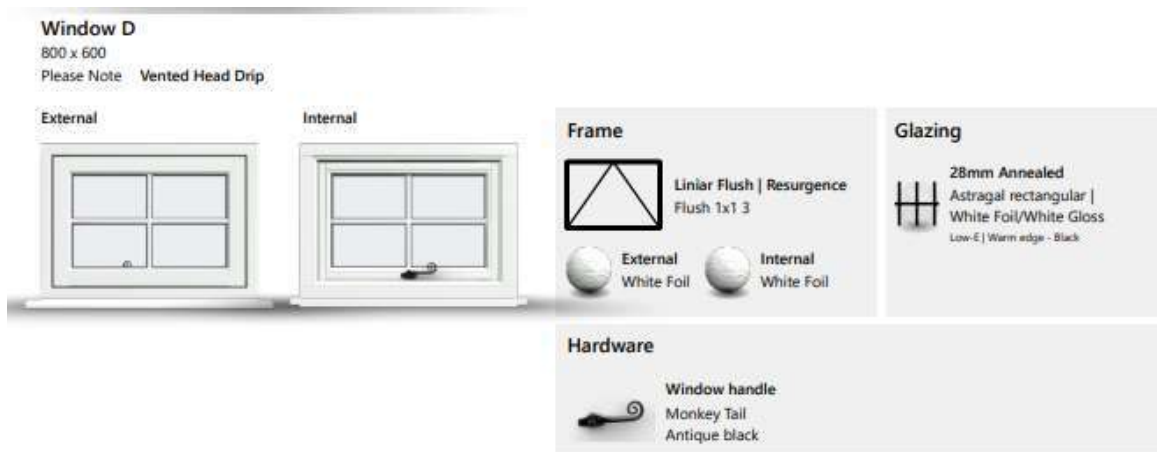 Window D
800 x 600
Please Note Vented Head Drip
External
Internal
Frame
Liniar Flush | Resurgence
Flush 1x1 3
External
White Foil
Internal
White Foil
Glazing
28mm Annealed
Astragal rectangular |
White Foil/White Gloss
Low-E | Warm edge - Black
Hardware
Window handle
Monkey Tail
Antique black